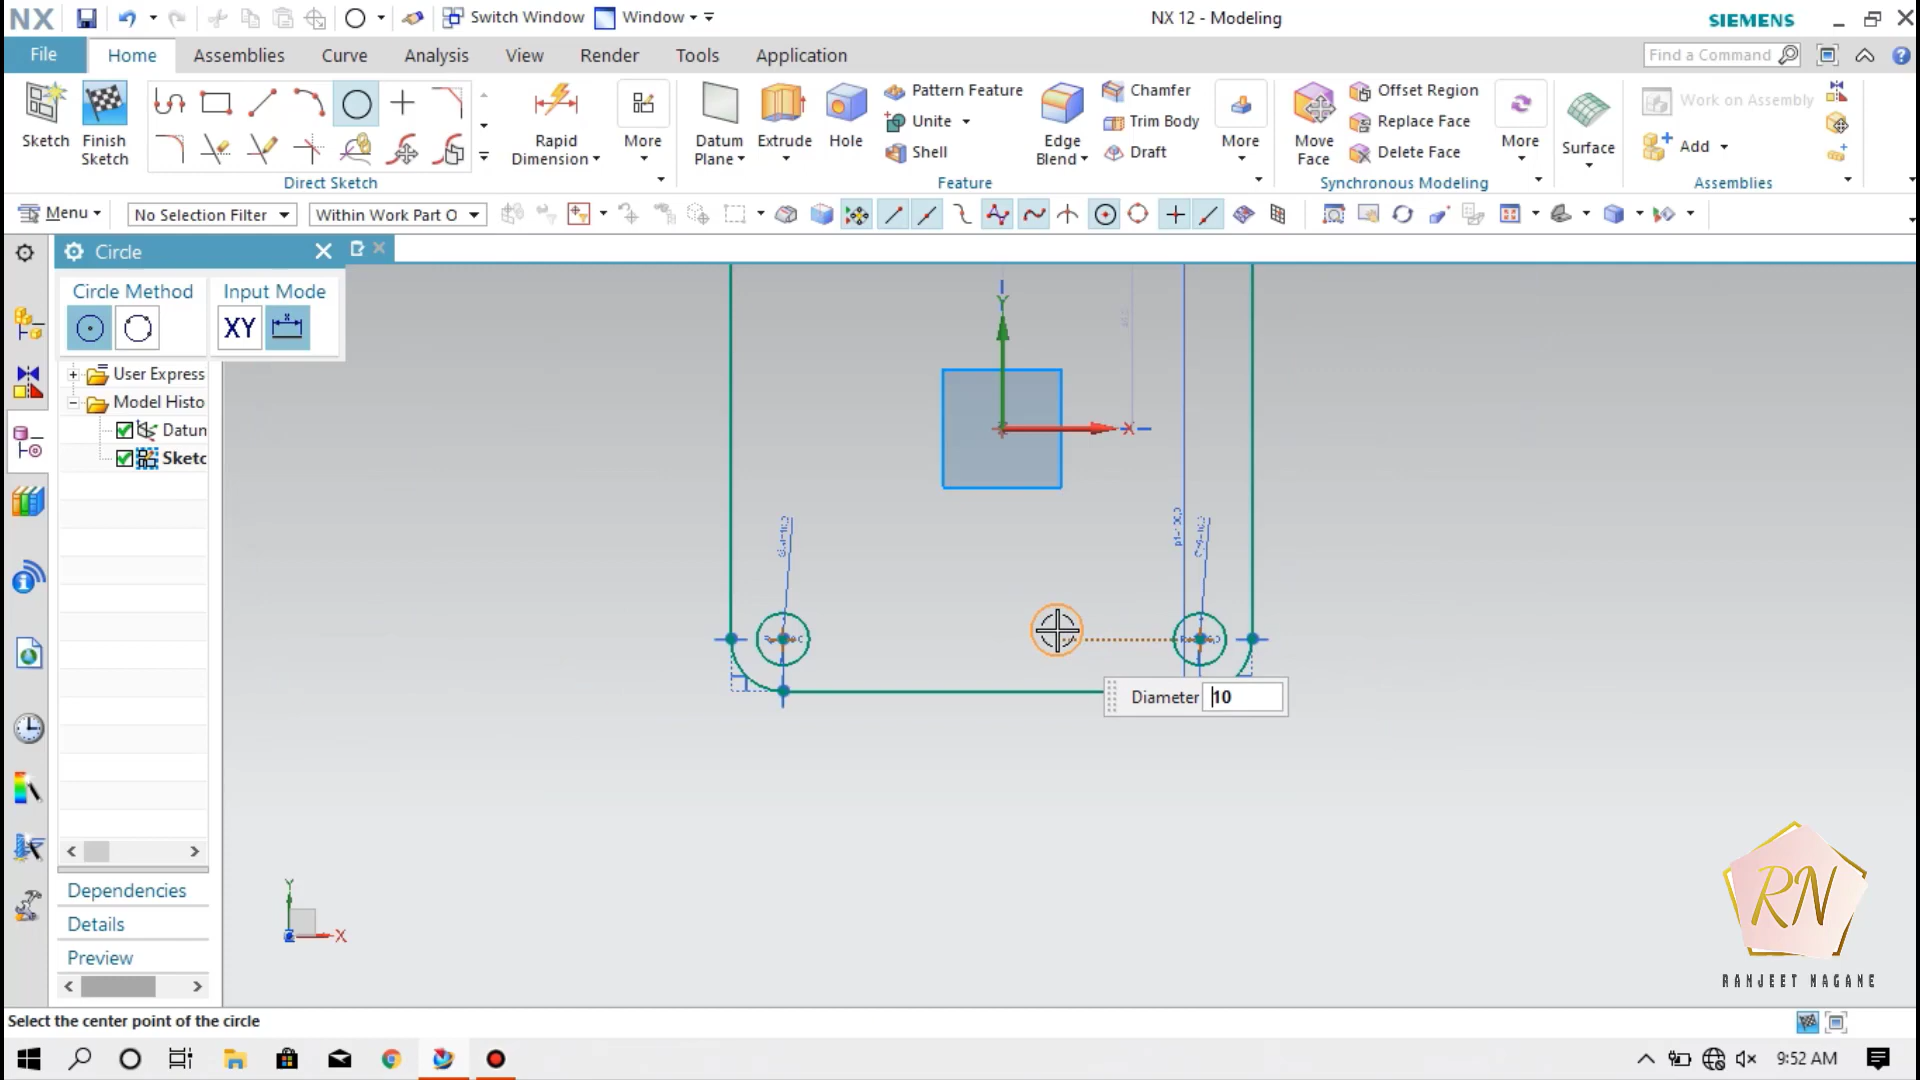 NX Switch Window Window NX 12 - Modeling SIEMENS
File Home Assemblies Curve Analysis View Render Tools Application Find a Command
Sketch Finish Sketch Rapid Dimension More Datum Plane Extrude Hole Pattern Feature Unite Shell Edge Blend Chamfer Trim Body Draft More Move Face Offset Region Replace Face Delete Face More Surface Work on Assembly Add
Direct Sketch Feature Synchronous Modeling Assemblies
Menu No Selection Filter Within Work Part O
Circle
Circle Method Input Mode
XY
User Express
Model Histo
Datun
Sketc
Y
X
Diameter 10
Dependencies
Details
Preview
Y
X
RN
RANJEET NAGANE
Select the center point of the circle
9:52 AM